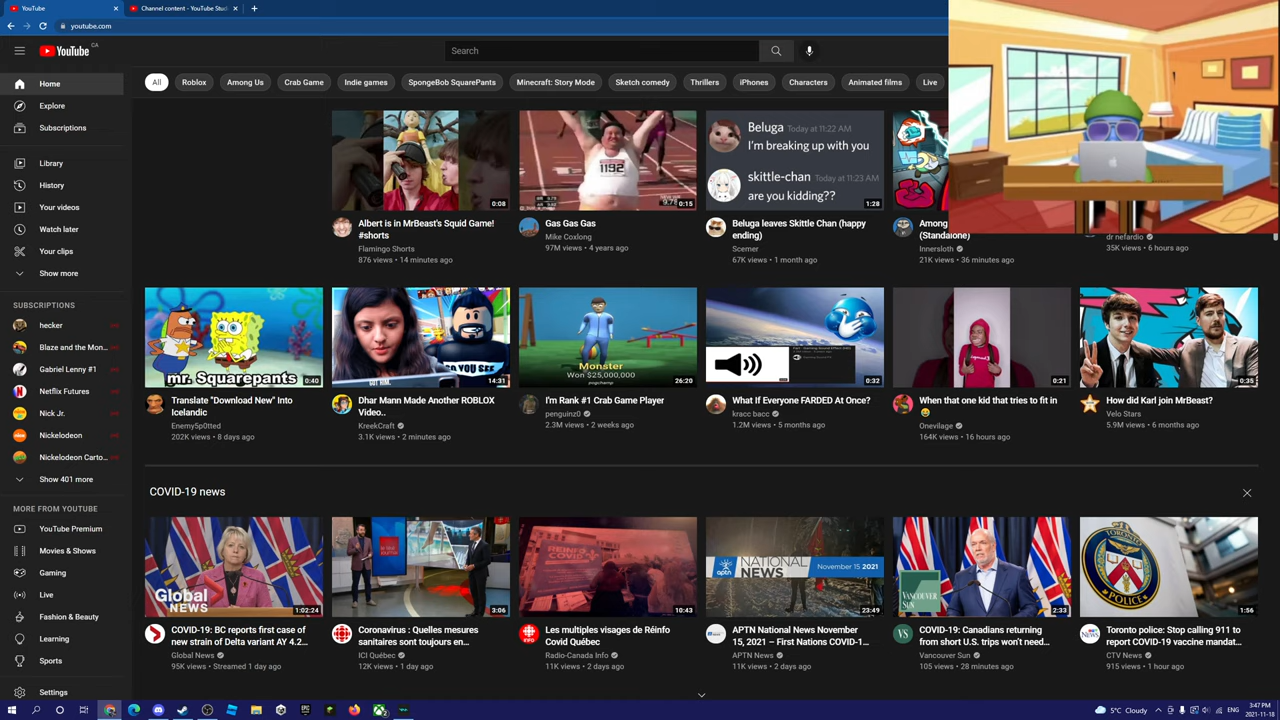 YouTube
Channel content - YouTube Stud
youtube.com
YouTube CA
Search
All
Roblox
Among Us
Crab Game
Indie games
SpongeBob SquarePants
Minecraft: Story Mode
Sketch comedy
Thrillers
iPhones
Characters
Animated films
Live
Home
Explore
Subscriptions
Library
History
Your videos
Watch later
Your clips
Show more
SUBSCRIPTIONS
hecker
Blaze and the Mon...
Gabriel Lenny #1
Netflix Futures
Nick Jr.
Nickelodeon
Nickelodeon Carto...
Show 401 more
MORE FROM YOUTUBE
YouTube Premium
Movies & Shows
Gaming
Live
Fashion & Beauty
Learning
Sports
Settings
0:08
Albert is in MrBeast's Squid Game!
#shorts
Flamingo Shorts
876 views • 14 minutes ago
1192
0:15
Gas Gas Gas
Mike Coxlong
97M views • 4 years ago
Beluga Today at 11:22 AM
I'm breaking up with you
skittle-chan Today at 11:23 AM
are you kidding??
1:28
Beluga leaves Skittle Chan (happy
ending)
Scemer
67K views • 1 month ago
Among
(Standalone)
Innersloth
21K views • 36 minutes ago
dr nefardio
35K views • 6 hours ago
mr. Squarepants
0:40
Translate "Download New" Into
Icelandic
Enemy5p0tted
202K views • 8 days ago
14:31
Dhar Mann Made Another ROBLOX
Video..
KreekCraft
3.1K views • 2 minutes ago
Monster
Won $25,000,000
pogchamp
26:20
I'm Rank #1 Crab Game Player
penguinz0
2.3M views • 2 weeks ago
0:32
What If Everyone FARDED At Once?
kracc bacc
1.2M views • 5 months ago
0:21
When that one kid that tries to fit in
😂
Onevilage
164K views • 16 hours ago
0:35
How did Karl join MrBeast?
Velo Stars
5.9M views • 6 months ago
COVID-19 news
Global
NEWS
1:02:24
COVID-19: BC reports first case of
new strain of Delta variant AY 4.2...
Global News
95K views • Streamed 1 day ago
3:06
Coronavirus : Quelles mesures
sanitaires sont toujours en...
ICI Québec
12K views • 1 day ago
10:43
Les multiples visages de Réinfo
Covid Québec
Radio-Canada Info
11K views • 2 days ago
aptn NATIONAL
NEWS
November 15, 2021
23:49
APTN National News November
15, 2021 – First Nations COVID-1...
APTN News
11K views • 2 days ago
VANCOUVER
SUN
2:33
COVID-19: Canadians returning
from short U.S. trips won't need...
Vancouver Sun
105 views • 28 minutes ago
TORONTO
POLICE
1:56
Toronto police: Stop calling 911 to
report COVID-19 vaccine mandat...
CTV News
915 views • 1 hour ago
5°C Cloudy
ENG
3:47 PM
2021-11-18